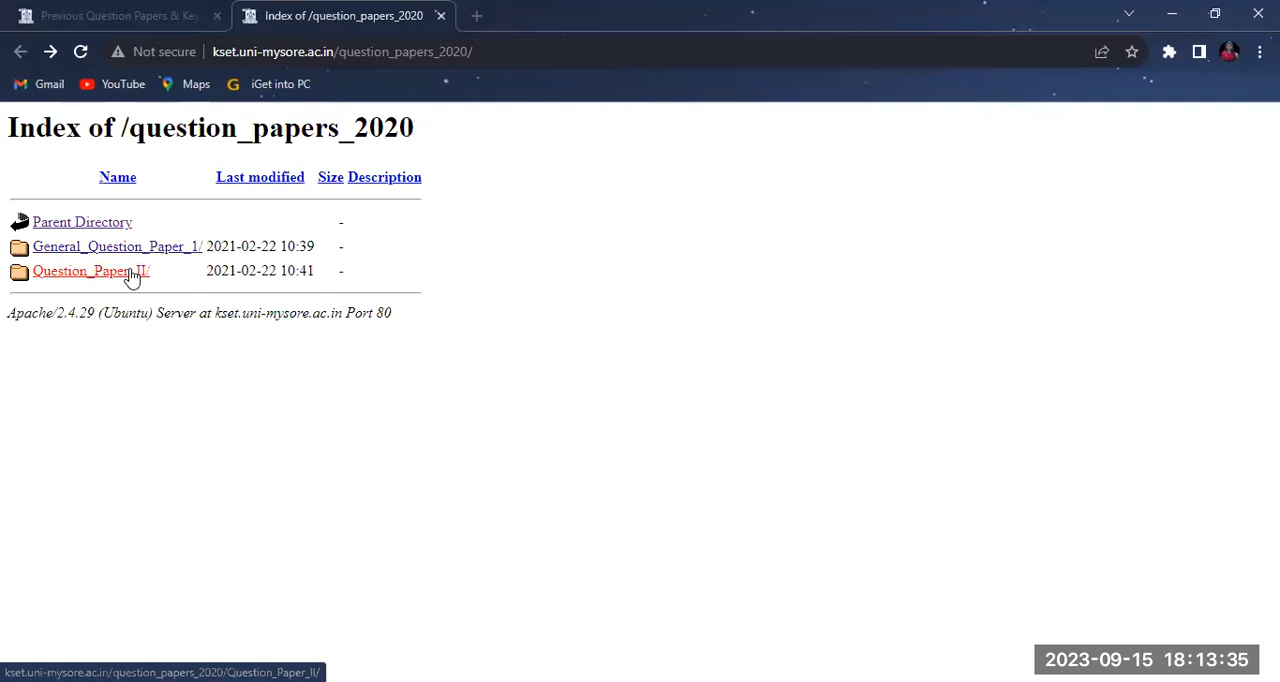 Previous Question Papers & Key
Index of /question_papers_2020
Not secure kset.uni-mysore.ac.in/question_papers_2020/
Gmail YouTube Maps iGet into PC
Index of /question_papers_2020
Name Last modified Size Description
Parent Directory -
General_Question_Paper_1/ 2021-02-22 10:39 -
Question_Paper_II/ 2021-02-22 10:41 -
Apache/2.4.29 (Ubuntu) Server at kset.uni-mysore.ac.in Port 80
2023-09-15 18:13:35
kset.uni-mysore.ac.in/question_papers_2020/Question_Paper_II/